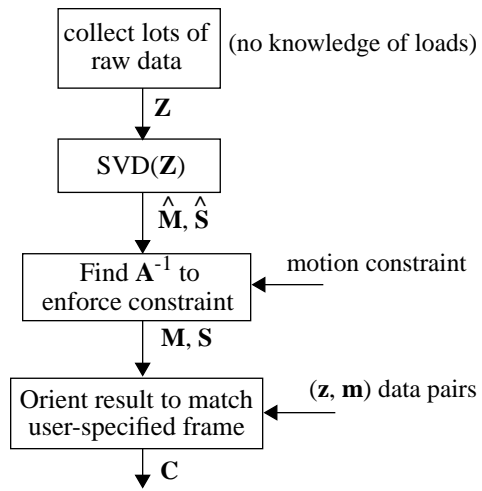 collect lots of
raw data
(no knowledge of loads)
Z
SVD(Z)
M̂, Ŝ
Find A⁻¹ to
enforce constraint
motion constraint
M, S
Orient result to match
user-specified frame
(z, m) data pairs
C